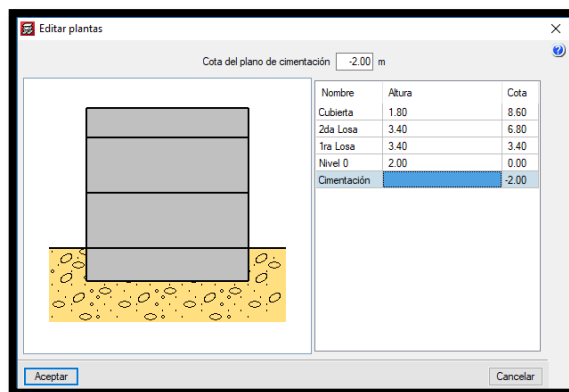 Editar plantas
Cota del plano de cimentación -2.00 m
Nombre Altura Cota
Cubierta 1.80 8.60
2da Losa 3.40 6.80
1ra Losa 3.40 3.40
Nivel 0 2.00 0.00
Cimentación -2.00
Aceptar Cancelar